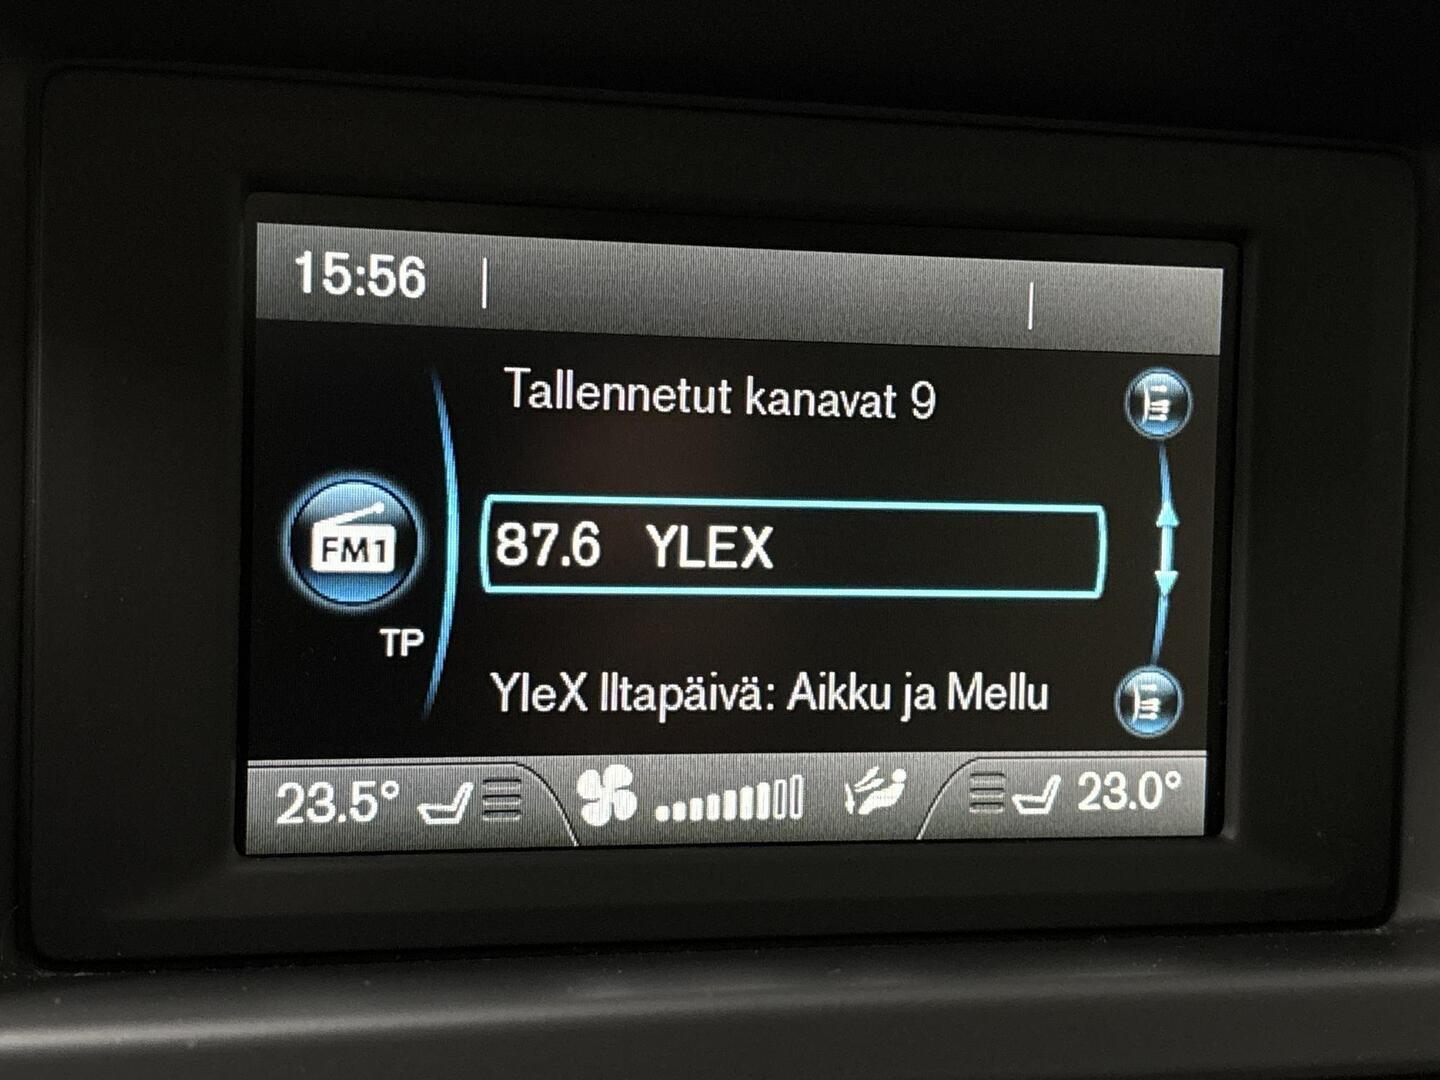 15:56
Tallennetut kanavat 9
FM1
87.6 YLEX
TP
YleX Iltapäivä: Aikku ja Mellu
23.5° 23.0°